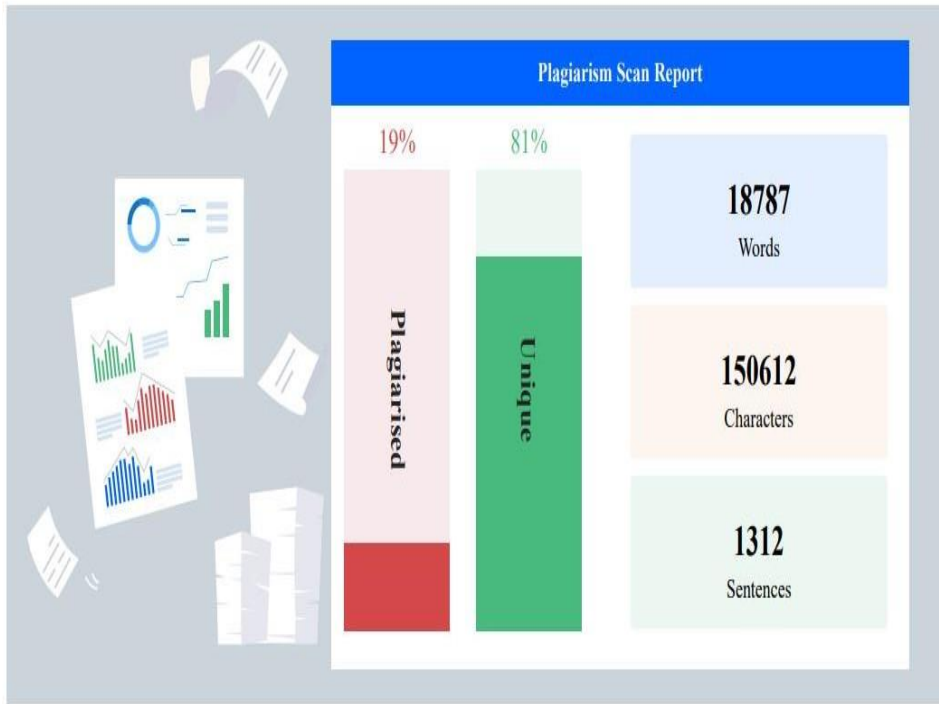 Plagiarism Scan Report
19%
81%
Plagiarised
Unique
18787
Words
150612
Characters
1312
Sentences